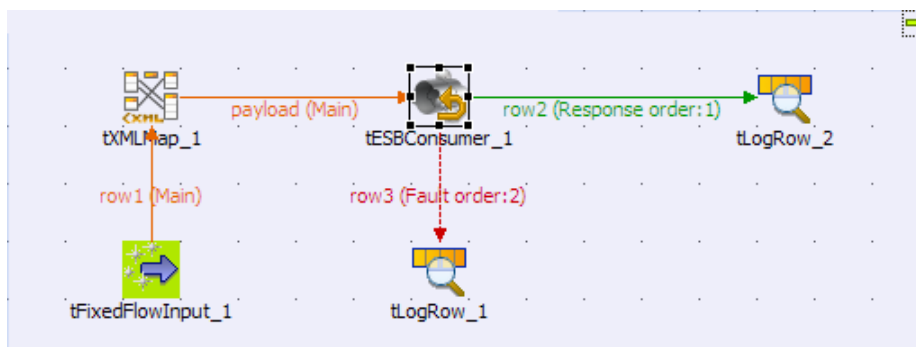 payload (Main)
row2 (Response order:1)
tXMLMap_1
tESBConsumer_1
tLogRow_2
row1 (Main)
row3 (Fault order:2)
tFixedFlowInput_1
tLogRow_1